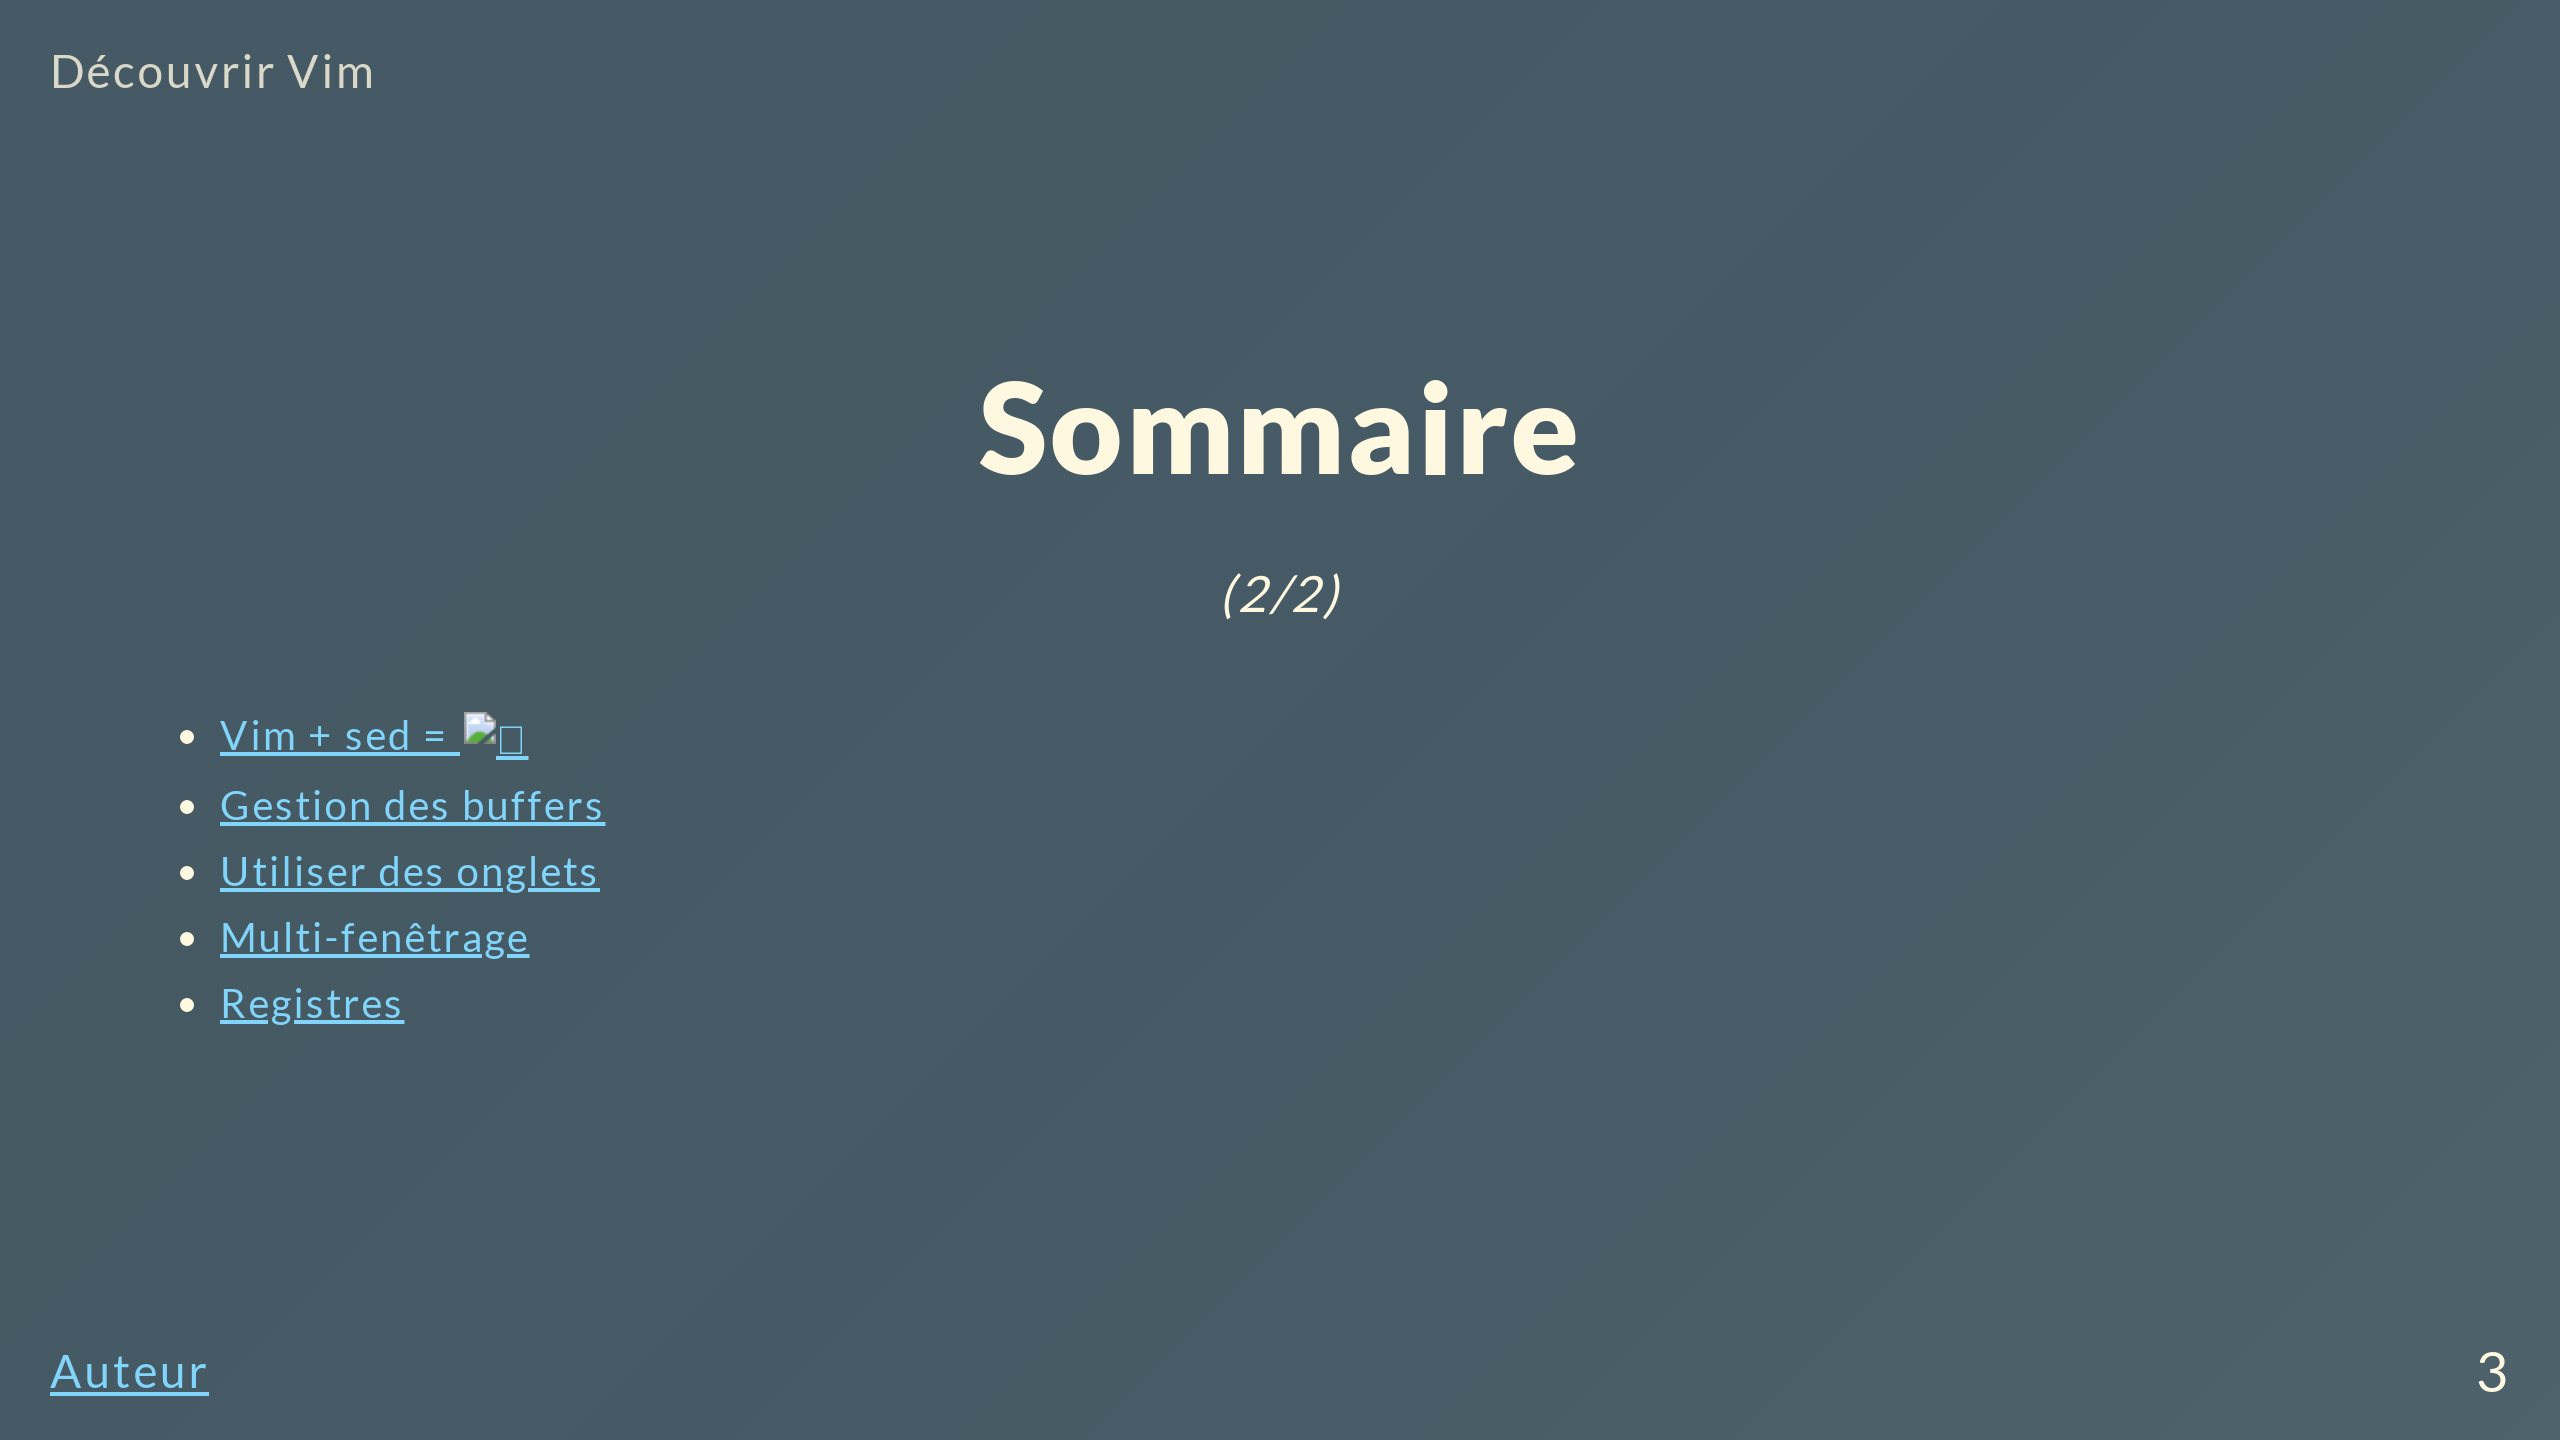 Découvrir Vim
Sommaire
(2/2)
Vim + sed =
Gestion des buffers
Utiliser des onglets
Multi-fenêtrage
Registres
Auteur
3